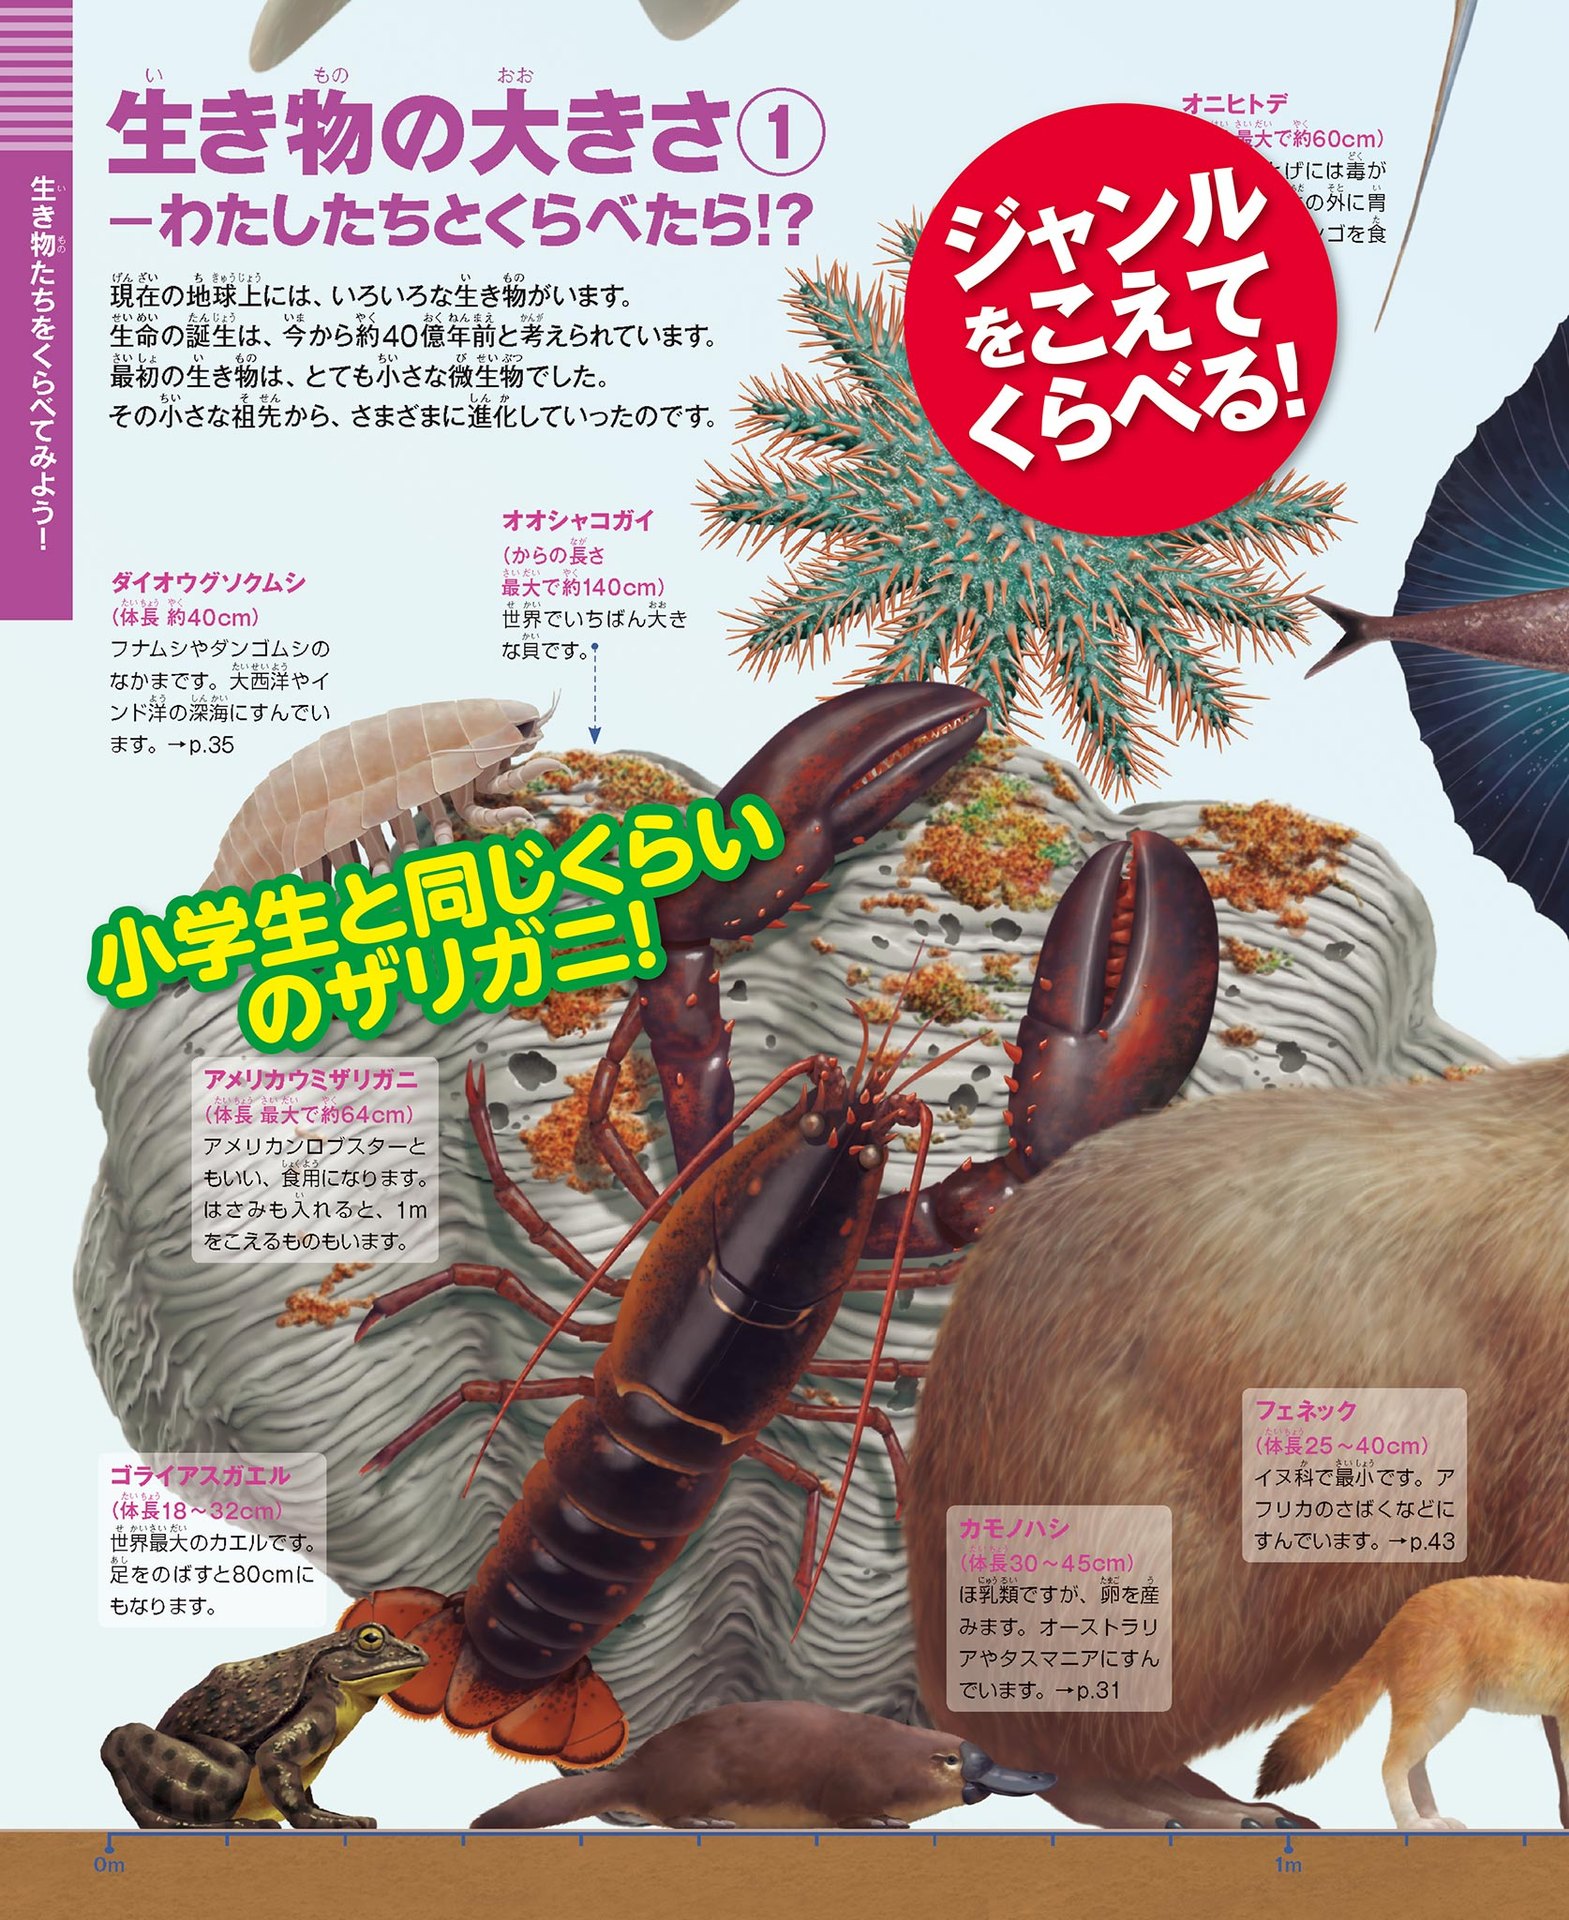 生き物たちをくらべてみよう！
生き物の大きさ①
－わたしたちとくらべたら!?
現在の地球上には、いろいろな生き物がいます。
生命の誕生は、今から約40億年前と考えられています。
最初の生き物は、とても小さな微生物でした。
その小さな祖先から、さまざまに進化していったのです。
ジャンル
をこえて
くらべる!
オニヒトデ
最大で約60cm）
げには毒が
の外に胃
ンゴを食
オオシャコガイ
（からの長さ
最大で約140cm）
世界でいちばん大き
な貝です。
ダイオウグソクムシ
（体長 約40cm）
フナムシやダンゴムシの
なかまです。大西洋やイ
ンド洋の深海にすんでい
ます。→p.35
小学生と同じくらい
のザリガニ!
アメリカウミザリガニ
（体長 最大で約64cm）
アメリカンロブスターと
もいい、食用になります。
はさみも入れると、1m
をこえるものもいます。
ゴライアスガエル
（体長18～32cm）
世界最大のカエルです。
足をのばすと80cmに
もなります。
カモノハシ
（体長30～45cm）
ほ乳類ですが、卵を産
みます。オーストラリ
アやタスマニアにすん
でいます。→p.31
フェネック
（体長25～40cm）
イヌ科で最小です。ア
フリカのさばくなどに
すんでいます。→p.43
0m
1m